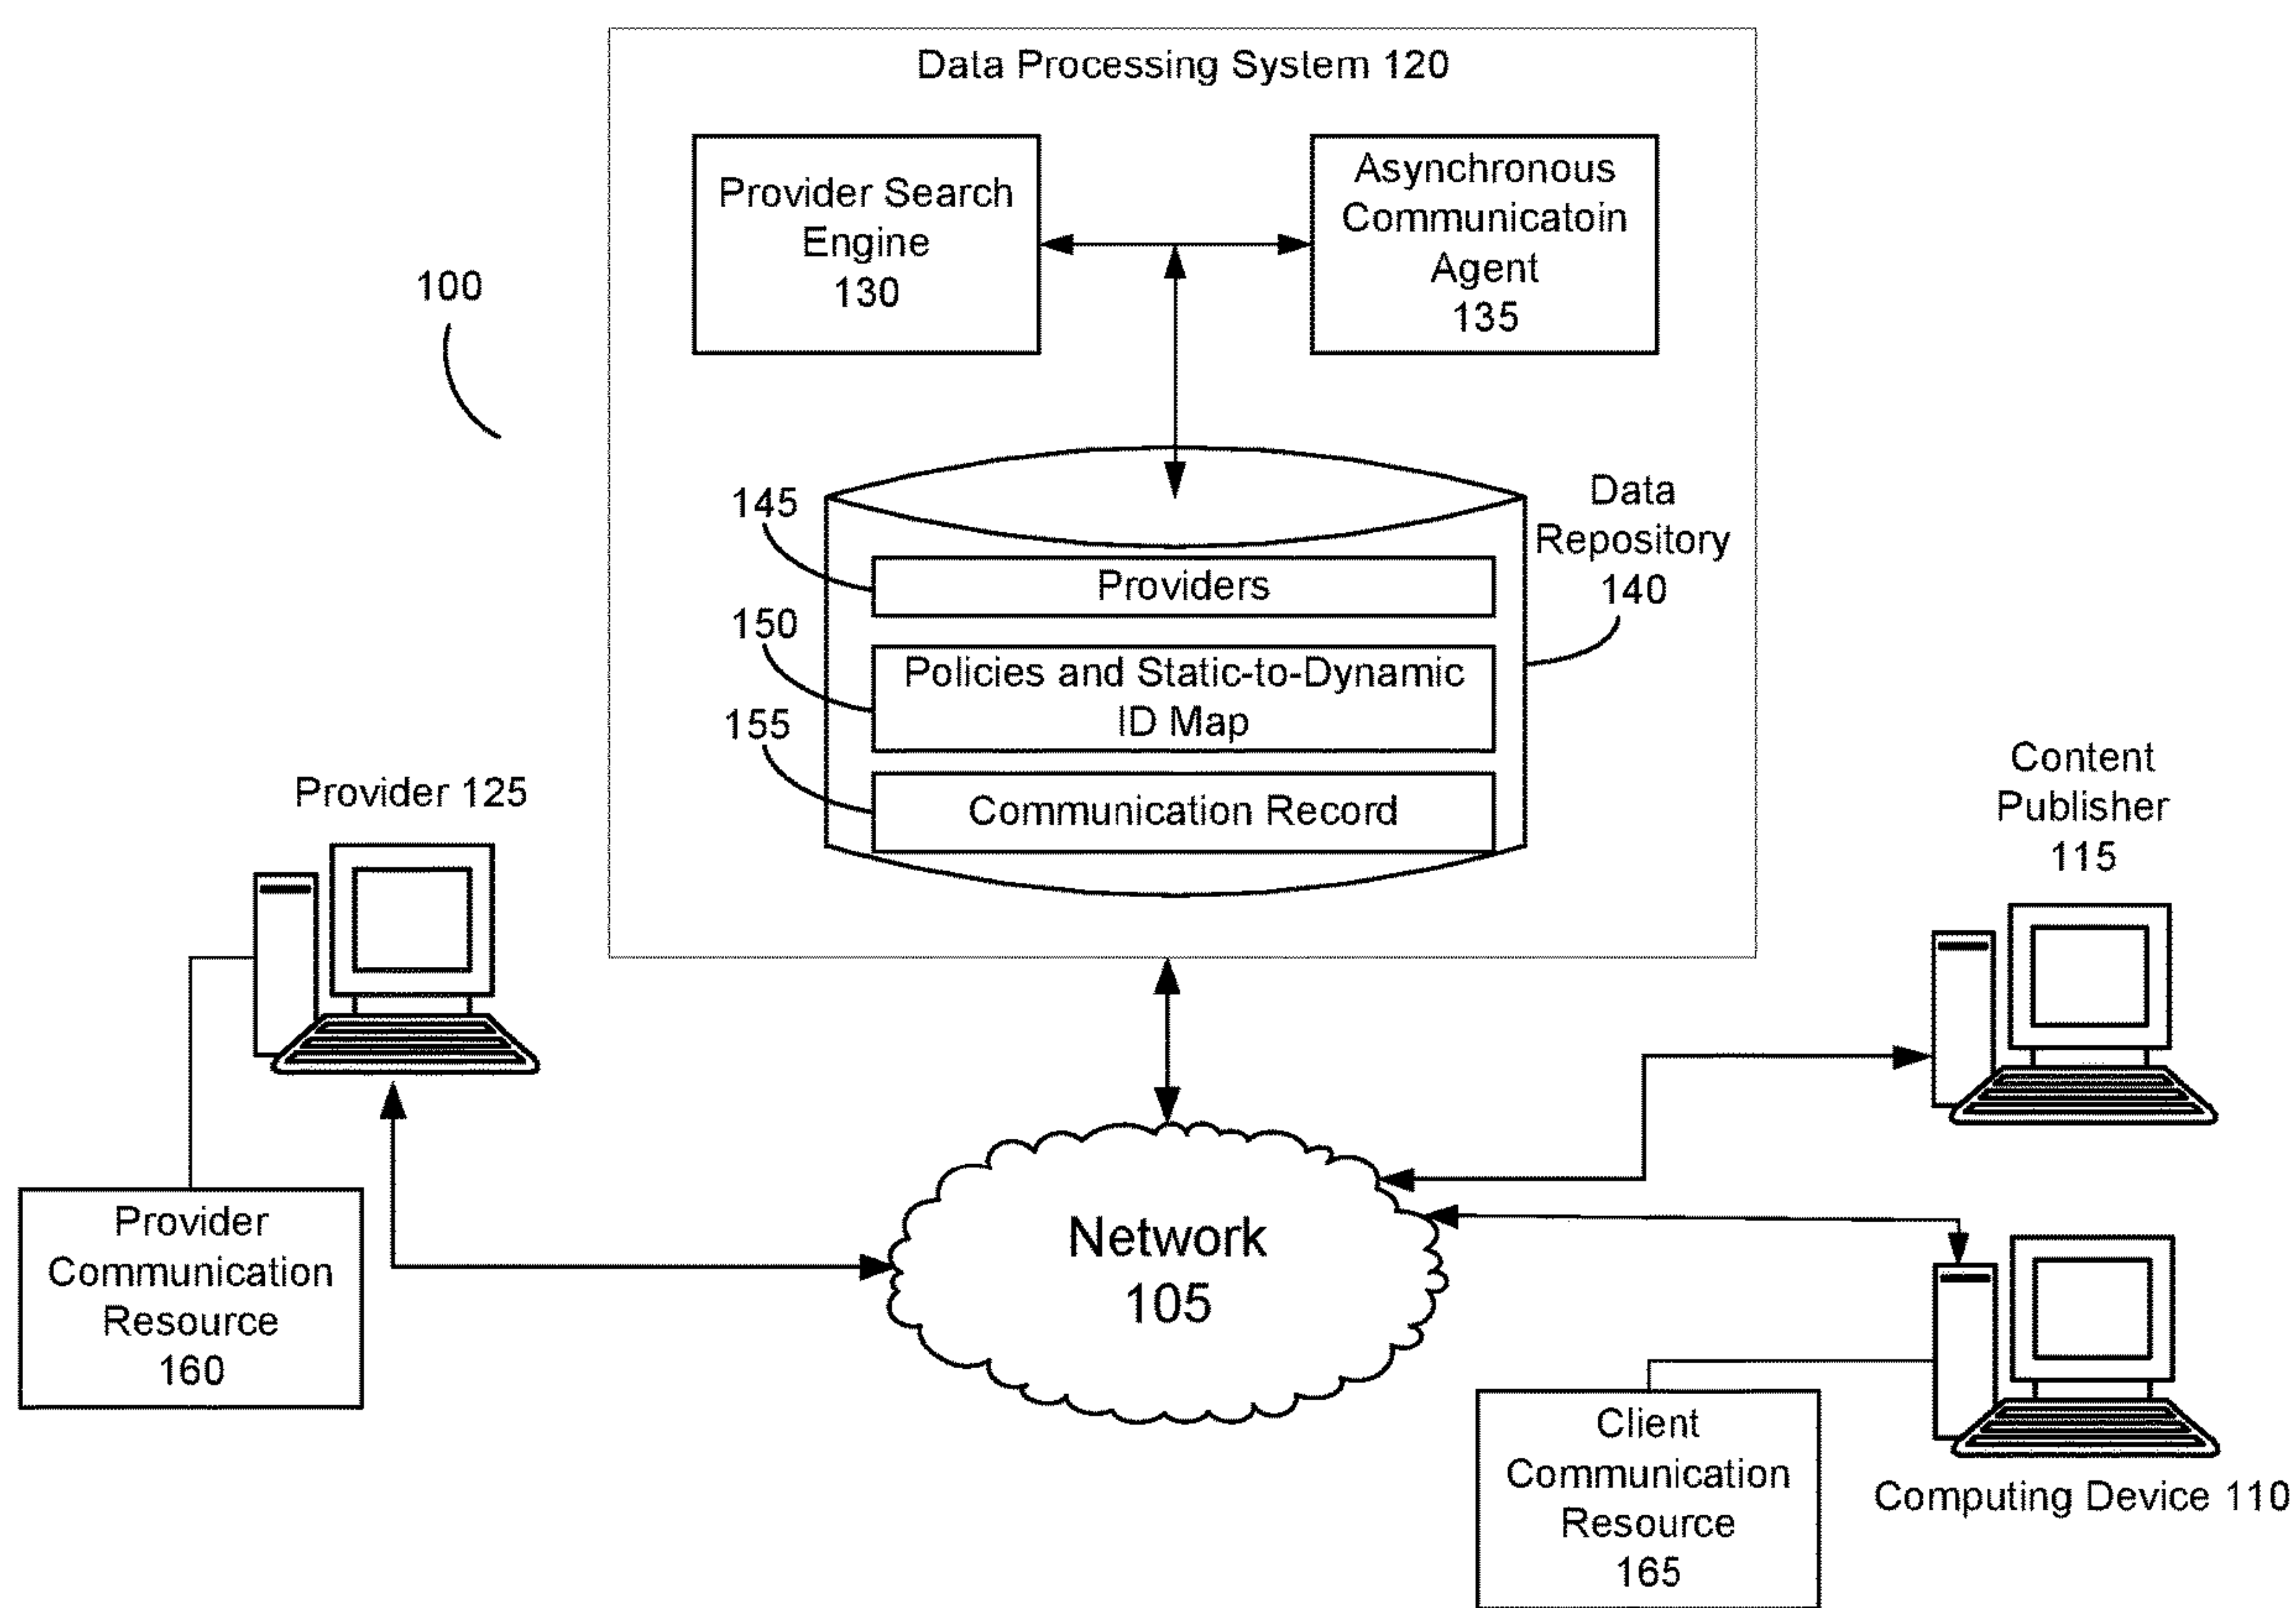 Data Processing System 120
Provider Search
Engine
130
Asynchronous
Communicatoin
Agent
135
100
Data
Repository
140
145
Providers
150
Policies and Static-to-Dynamic
ID Map
155
Communication Record
Provider 125
Content
Publisher
115
Provider
Communication
Resource
160
Network
105
Client
Communication
Resource
165
Computing Device 110